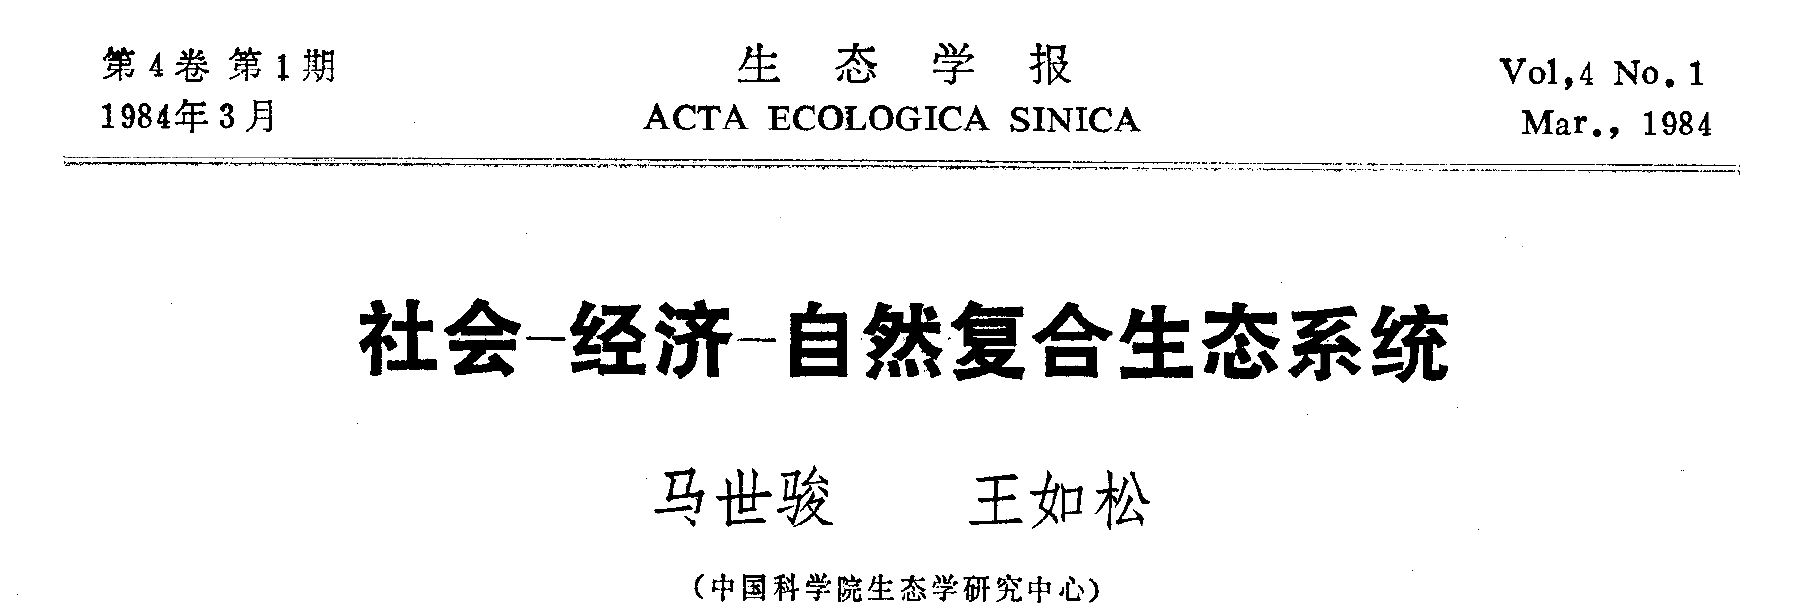 第4卷 第1期
1984年3月
生态学报
ACTA ECOLOGICA SINICA
Vol,4 No.1
Mar., 1984
社会-经济-自然复合生态系统
马世骏 王如松
(中国科学院生态学研究中心)